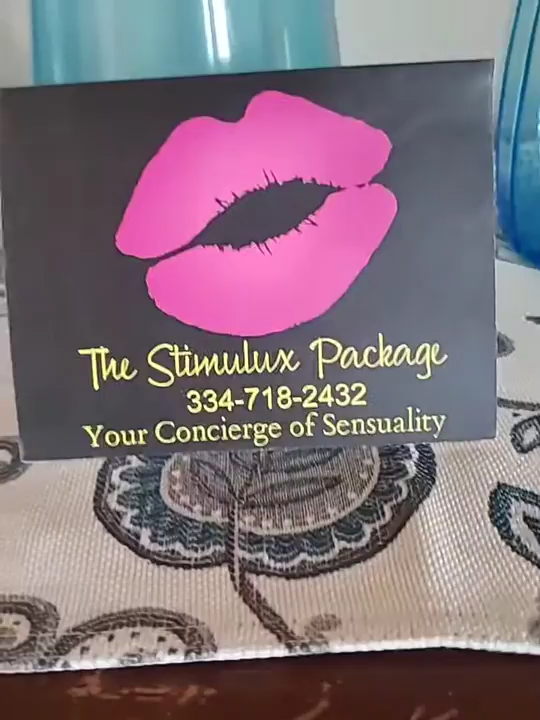 The Stimulux Package
334-718-2432
Your Concierge of Sensuality